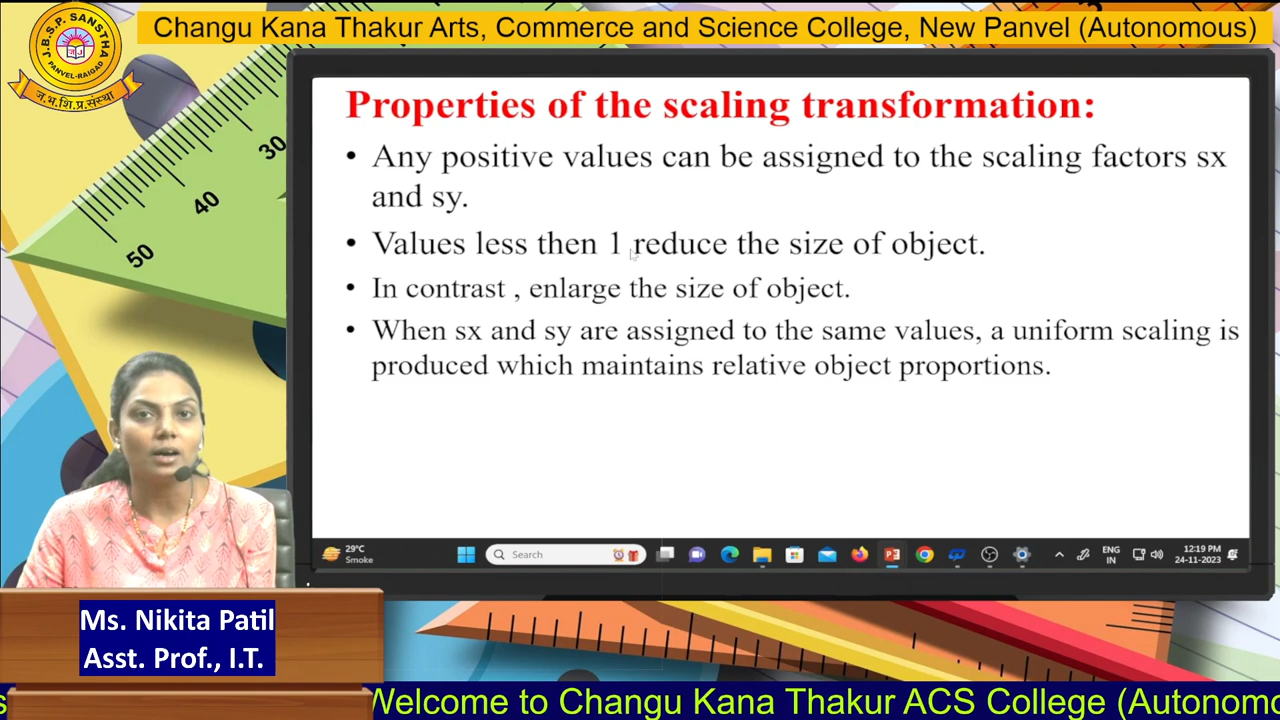 Changu Kana Thakur Arts, Commerce and Science College, New Panvel (Autonomous)
J.B.S.P. SANSTHA
PANVEL-RAIGAD
ज.भ.शि.प्र.संस्था
30
40
50
3
Properties of the scaling transformation:
• Any positive values can be assigned to the scaling factors sx
and sy.
• Values less then 1 reduce the size of object.
• In contrast , enlarge the size of object.
• When sx and sy are assigned to the same values, a uniform scaling is
produced which maintains relative object proportions.
29°C
Smoke
Search
ENG
IN
12:19 PM
24-11-2023
Ms. Nikita Patil
Asst. Prof., I.T.
Welcome to Changu Kana Thakur ACS College (Autonomo